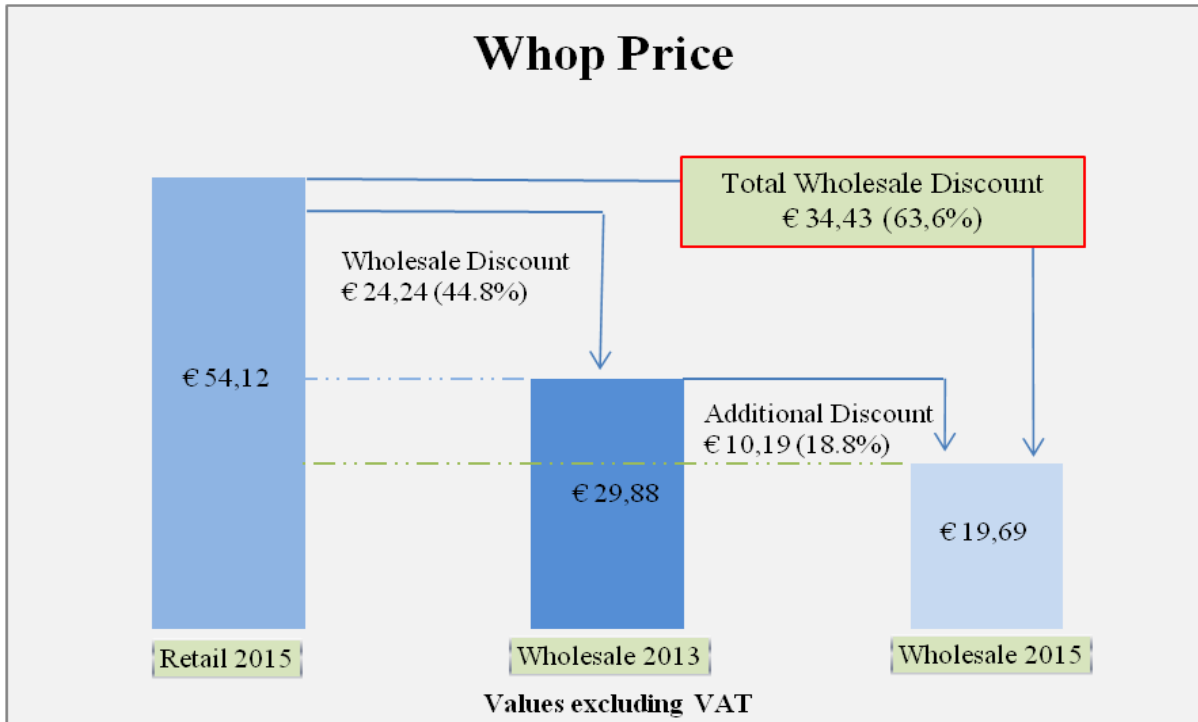 Whop Price
Total Wholesale Discount
€ 34,43 (63,6%)
Wholesale Discount
€ 24,24 (44.8%)
€ 54,12
Additional Discount
€ 10,19 (18.8%)
€ 29,88
€ 19,69
Retail 2015
Wholesale 2013
Wholesale 2015
Values excluding VAT